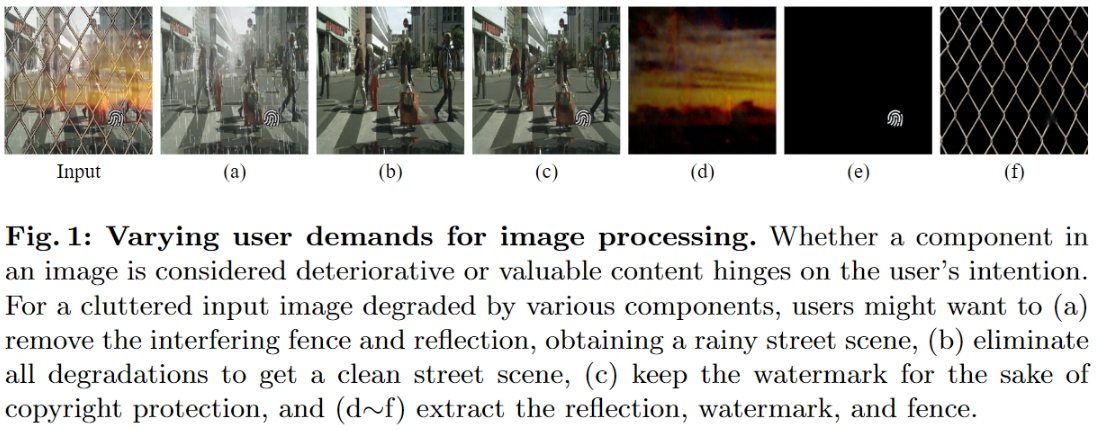 Input
(a)
(b)
(c)
(d)
(e)
(f)
Fig. 1: Varying user demands for image processing. Whether a component in
an image is considered deteriorative or valuable content hinges on the user's intention.
For a cluttered input image degraded by various components, users might want to (a)
remove the interfering fence and reflection, obtaining a rainy street scene, (b) eliminate
all degradations to get a clean street scene, (c) keep the watermark for the sake of
copyright protection, and (d∼f) extract the reflection, watermark, and fence.